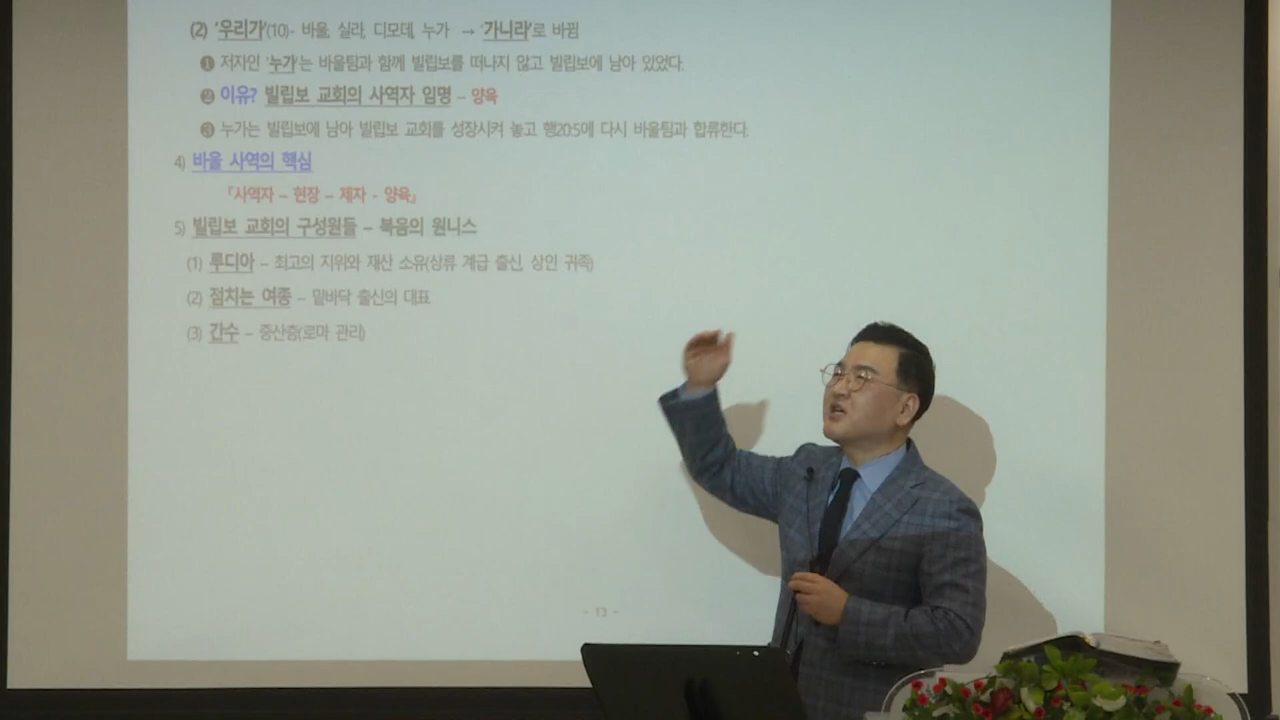 (2) '우리가'(10)- 바울, 실라, 디모데, 누가 → '가니라'로 바뀜
❶ 저자인 '누가'는 바울팀과 함께 빌립보를 떠나지 않고 빌립보에 남아 있었다.
❷ 이유? 빌립보 교회의 사역자 임명 – 양육
❸ 누가는 빌립보에 남아 빌립보 교회를 성장시켜 놓고 행20:5에 다시 바울팀과 합류한다.
4) 바울 사역의 핵심
『사역자 – 현장 – 제자 - 양육』
5) 빌립보 교회의 구성원들 – 복음의 원니스
(1) 루디아 – 최고의 지위와 재산 소유(상류 계급 출신, 상인 귀족)
(2) 점치는 여종 – 밑바닥 출신의 대표
(3) 간수 – 중산층(로마 관리)
- 13 -